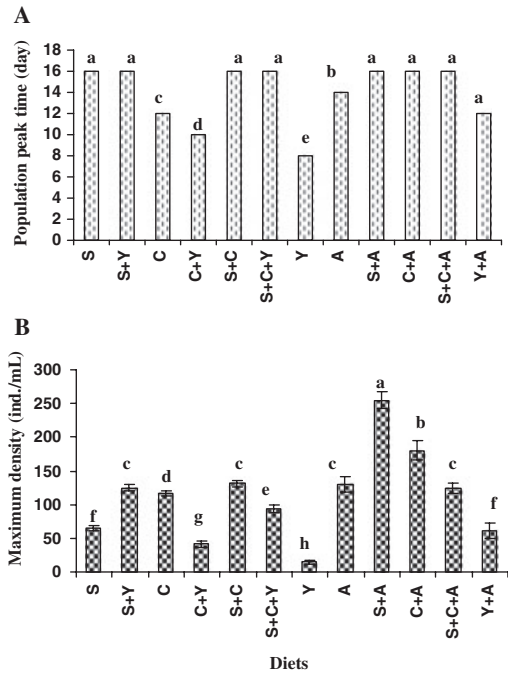 A
Population peak time (day)
18
16
14
12
10
8
6
4
2
0
a a c d a a e b a a a a
S S+Y C C+Y S+C S+C+Y Y A S+A C+A S+C+A Y+A
B
Maximum density (ind./mL)
300
250
200
150
100
50
0
f c d g c e h c a b c f
S S+Y C C+Y S+C S+C+Y Y A S+A C+A S+C+A Y+A
Diets